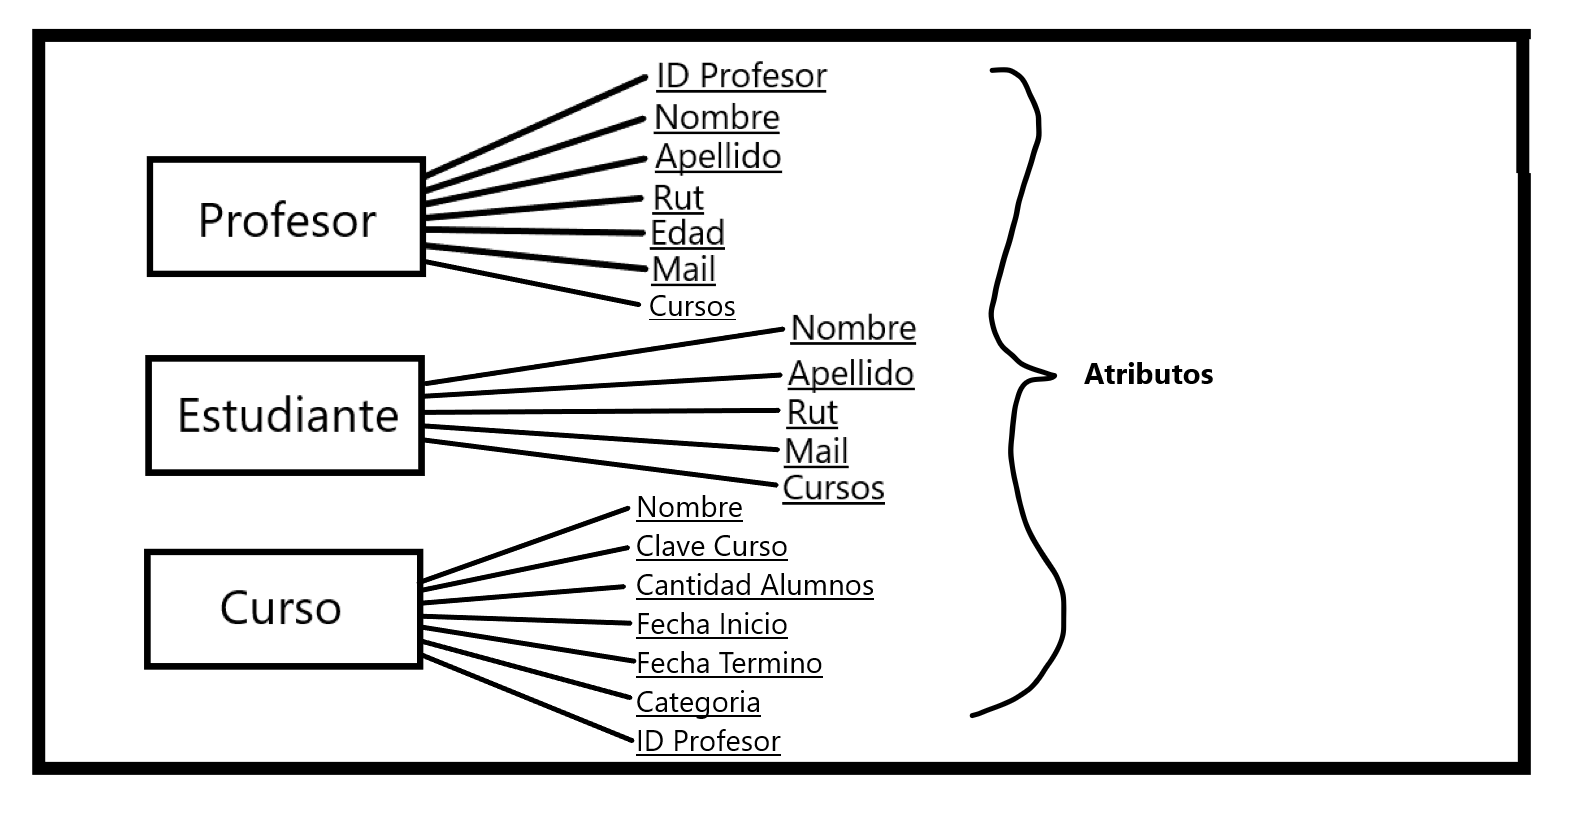 Profesor
ID Profesor
Nombre
Apellido
Rut
Edad
Mail
Cursos
Estudiante
Nombre
Apellido
Rut
Mail
Cursos
Curso
Nombre
Clave Curso
Cantidad Alumnos
Fecha Inicio
Fecha Termino
Categoria
ID Profesor
Atributos